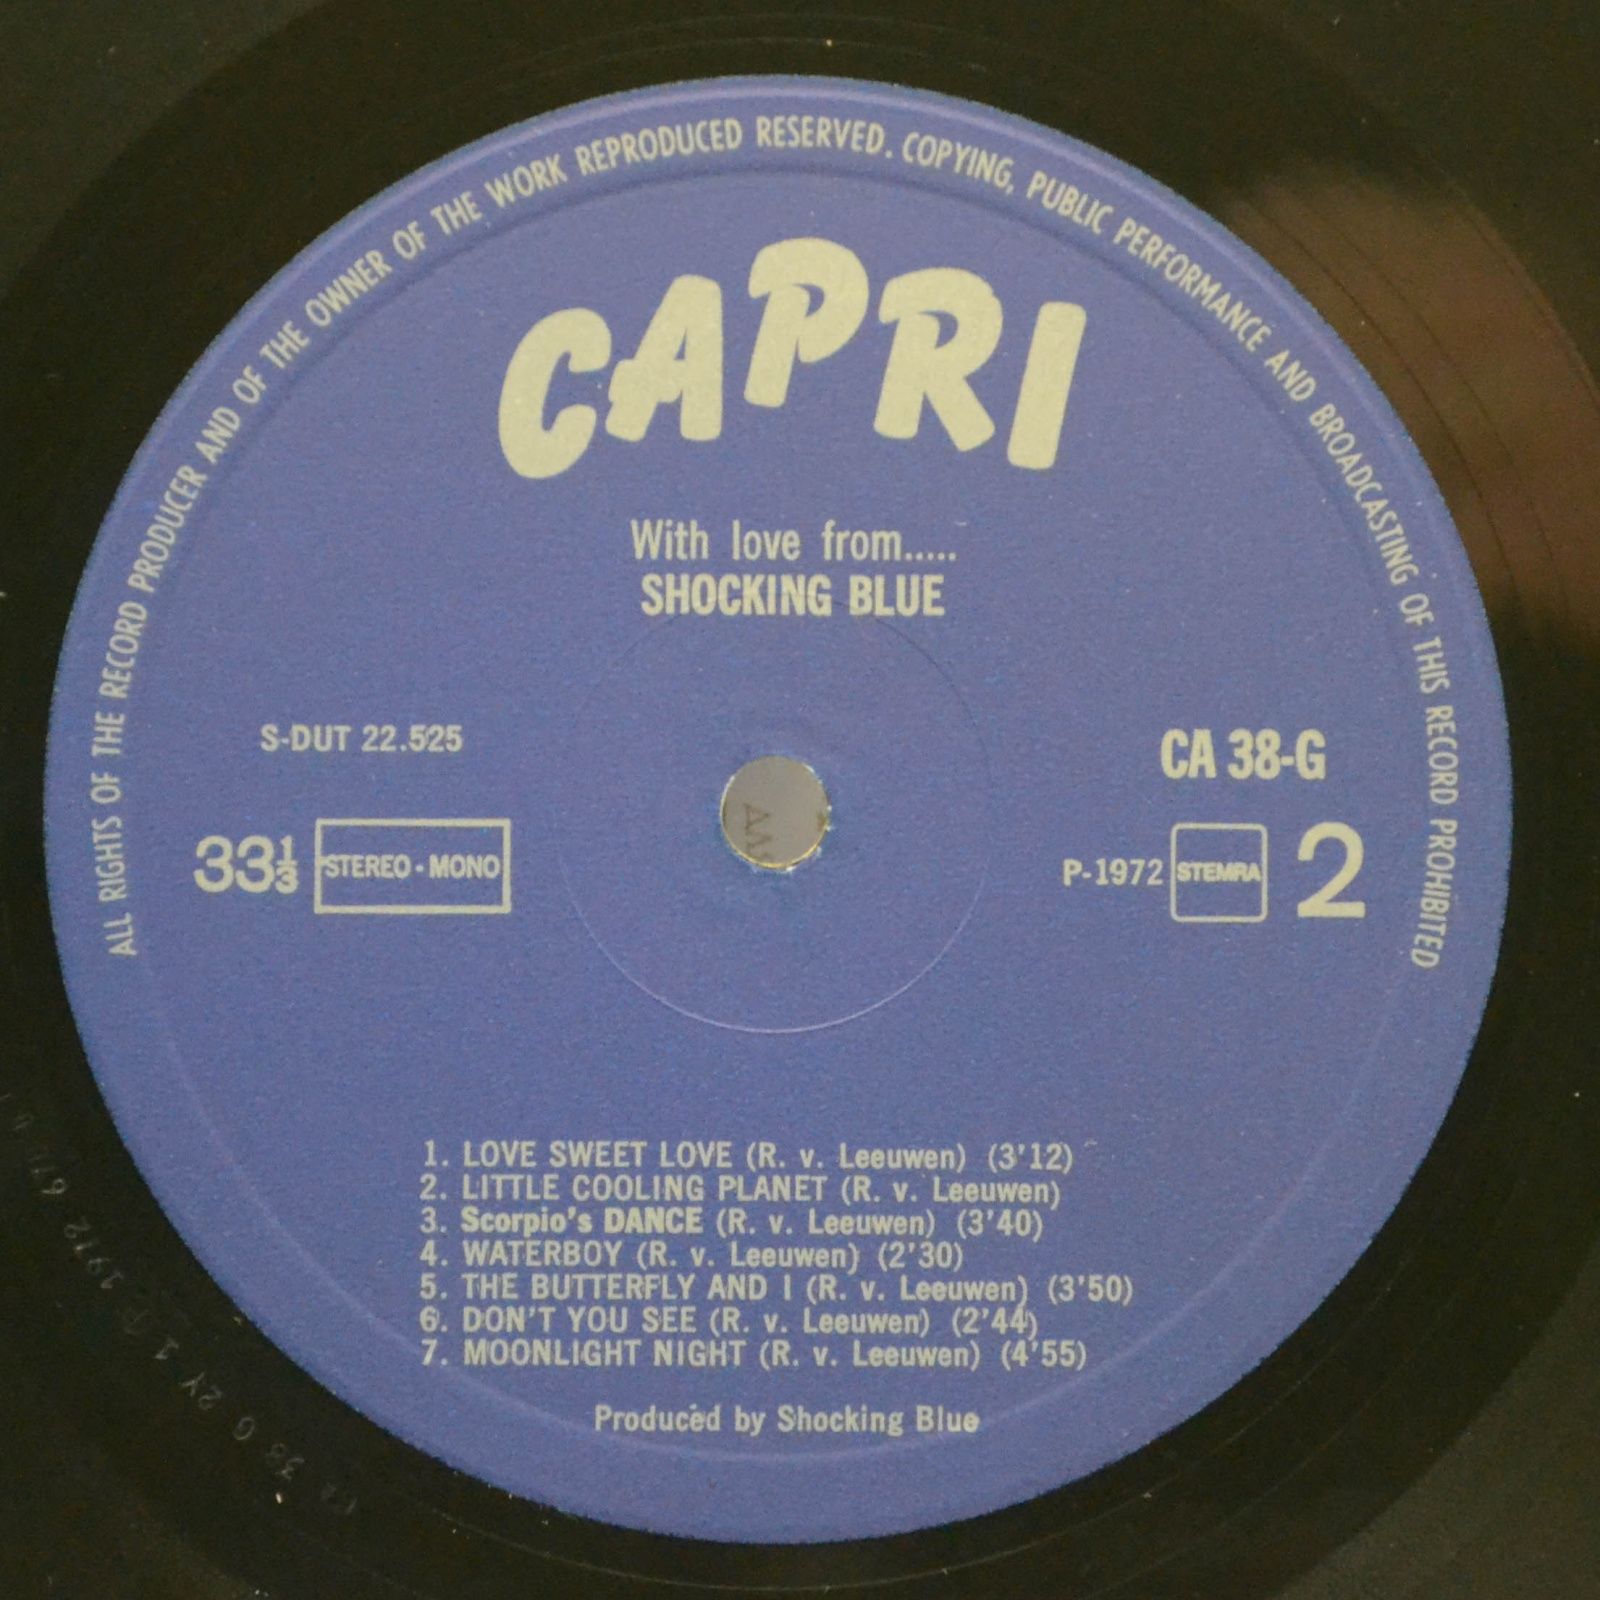 ALL RIGHTS OF THE RECORD PRODUCER AND OF THE OWNER OF THE WORK REPRODUCED RESERVED. COPYING, PUBLIC PERFORMANCE AND BROADCASTING OF THIS RECORD PROHIBITED
CAPRI
With love from.....
SHOCKING BLUE
S-DUT 22.525
CA 38-G
33⅓ STEREO-MONO
P-1972 STEMRA 2
1. LOVE SWEET LOVE (R. v. Leeuwen) (3'12)
2. LITTLE COOLING PLANET (R. v. Leeuwen)
3. Scorpio's DANCE (R. v. Leeuwen) (3'40)
4. WATERBOY (R. v. Leeuwen) (2'30)
5. THE BUTTERFLY AND I (R. v. Leeuwen) (3'50)
6. DON'T YOU SEE (R. v. Leeuwen) (2'44)
7. MOONLIGHT NIGHT (R. v. Leeuwen) (4'55)
Produced by Shocking Blue